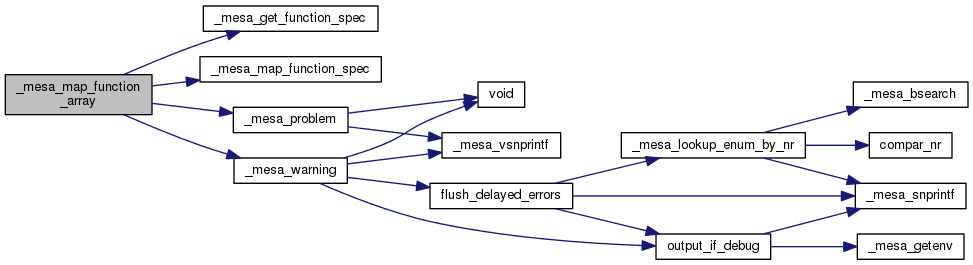 _mesa_get_function_spec
_mesa_map_function_spec
_mesa_map_function
_array
void
_mesa_bsearch
_mesa_problem
_mesa_vsnprintf
_mesa_lookup_enum_by_nr
compar_nr
_mesa_warning
flush_delayed_errors
_mesa_snprintf
output_if_debug
_mesa_getenv